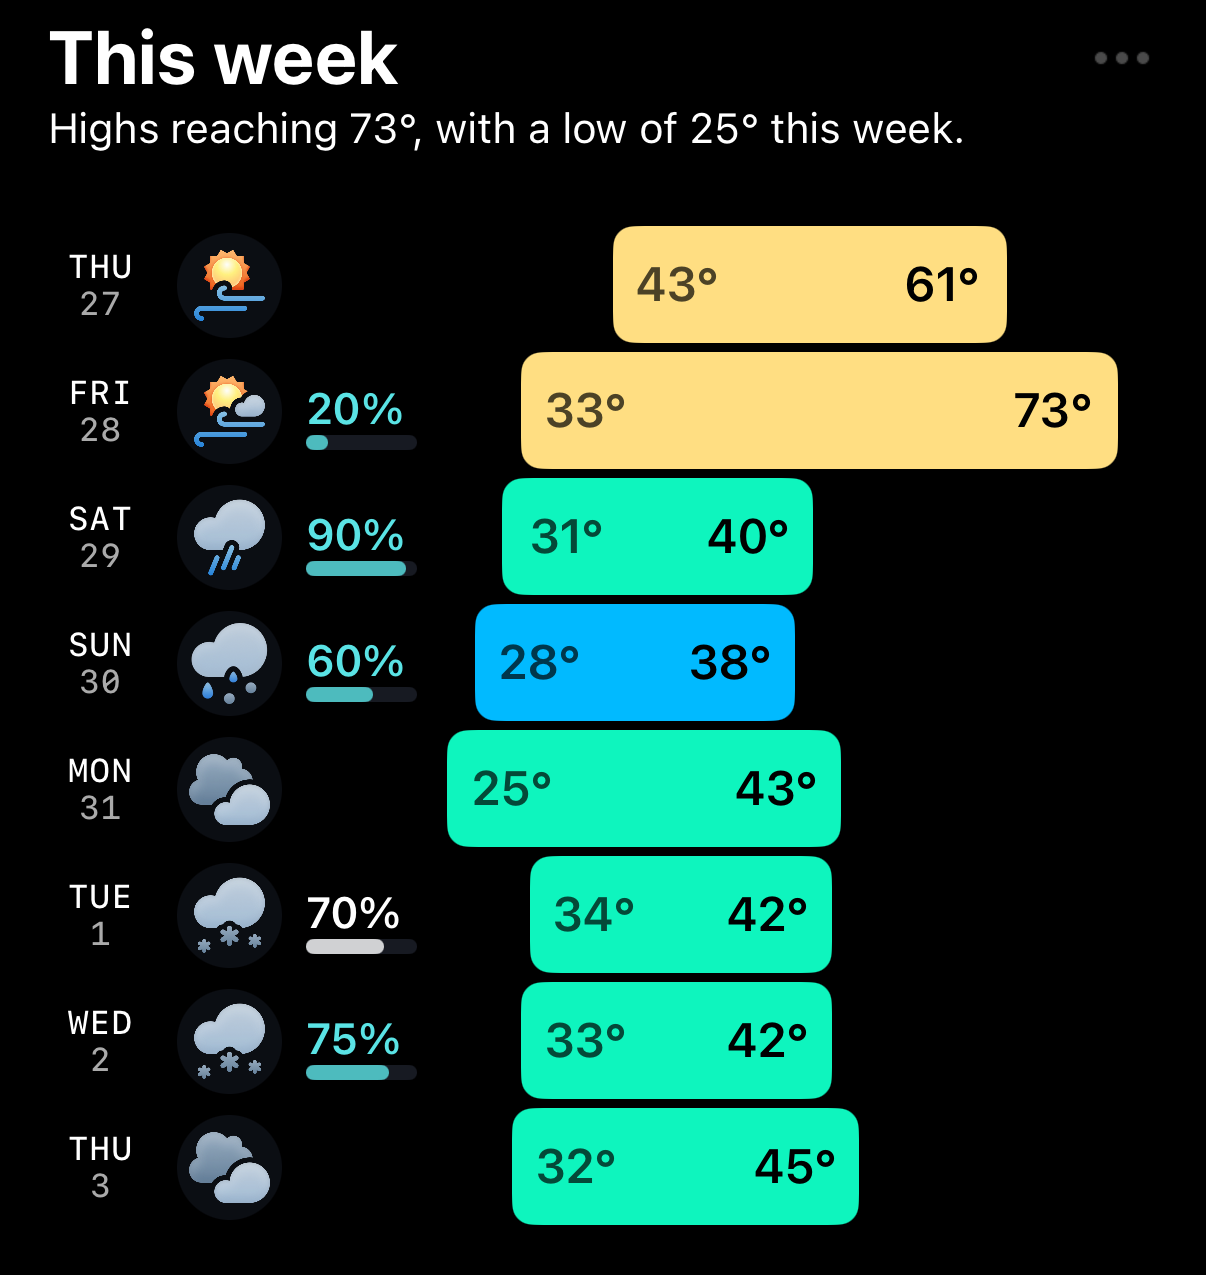 This week
Highs reaching 73°, with a low of 25° this week.
THU
27
43° 61°
FRI
28
20%
33° 73°
SAT
29
90%
31° 40°
SUN
30
60%
28° 38°
MON
31
25° 43°
TUE
1
70%
34° 42°
WED
2
75%
33° 42°
THU
3
32° 45°